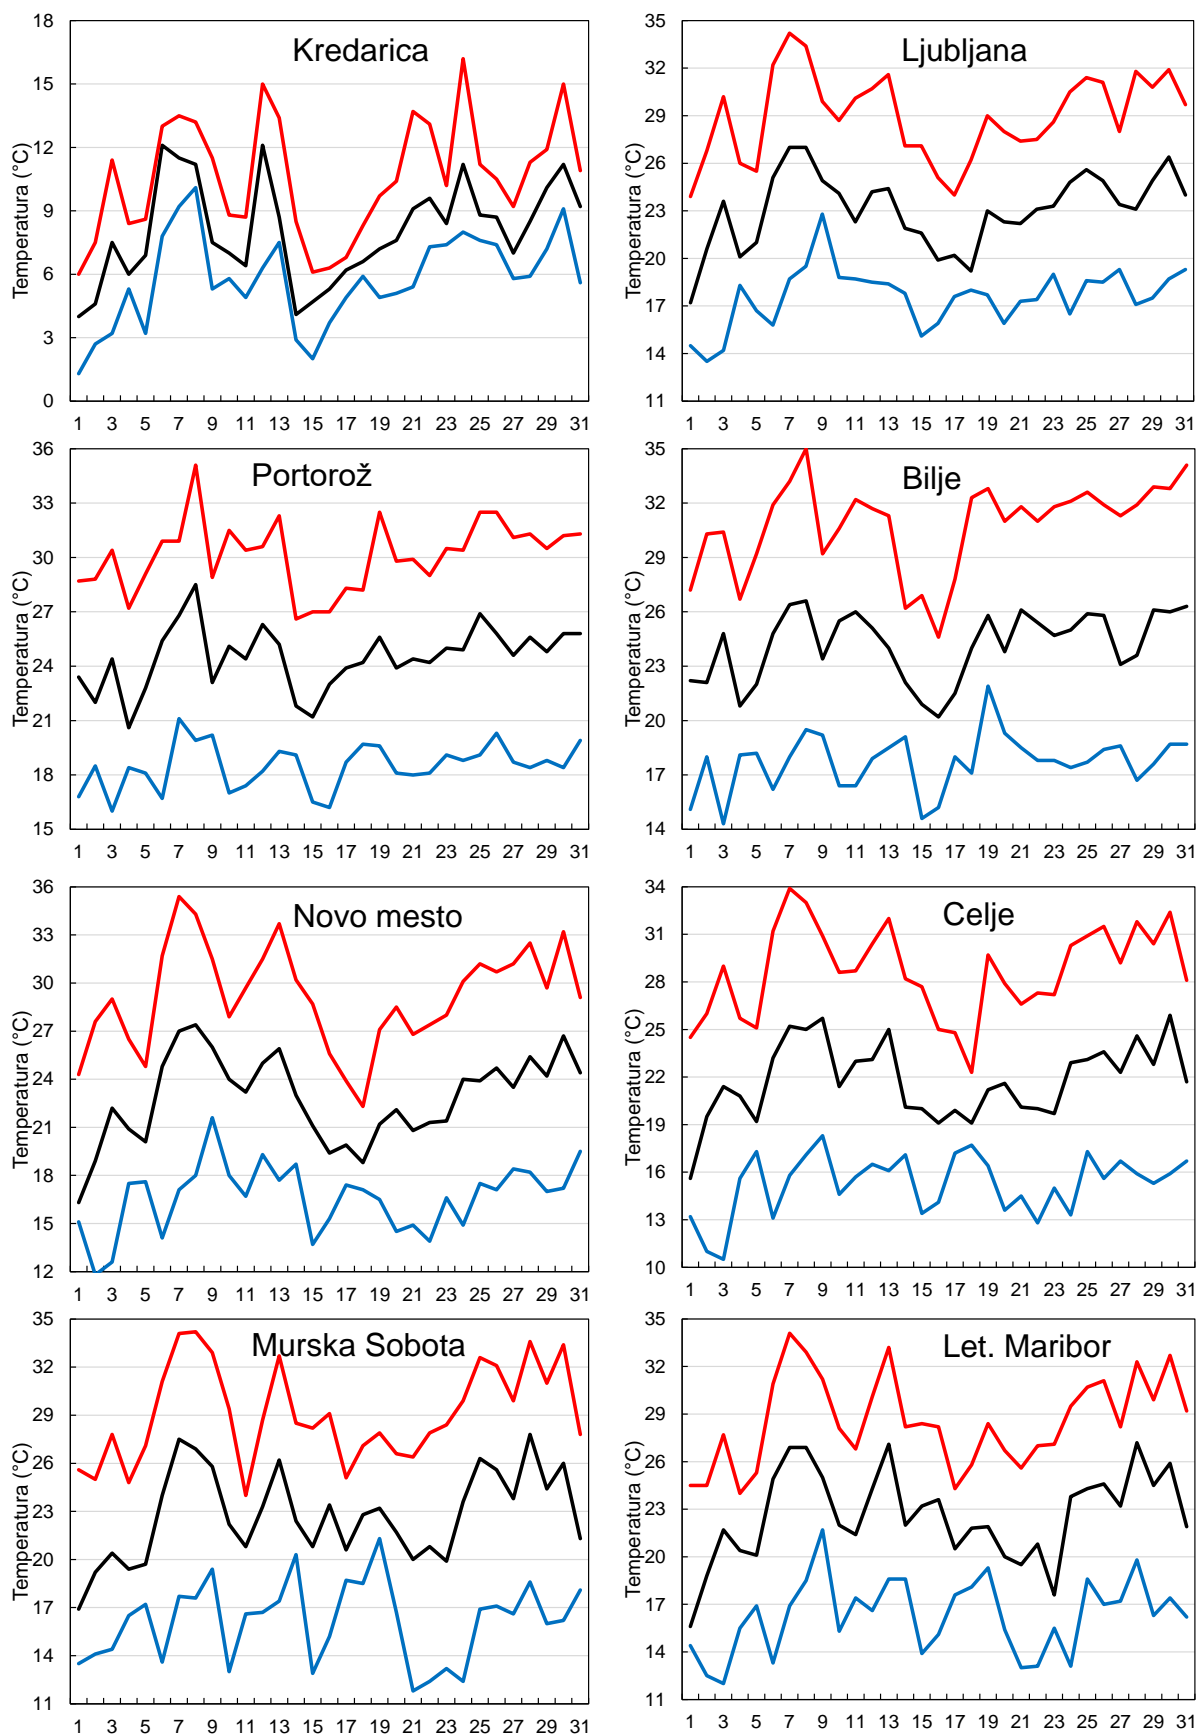 Kredarica
Temperatura (°C)
18
15
12
9
6
3
0
1 3 5 7 9 11 13 15 17 19 21 23 25 27 29 31
Ljubljana
Temperatura (°C)
35
32
29
26
23
20
17
14
11
1 3 5 7 9 11 13 15 17 19 21 23 25 27 29 31
Portorož
Temperatura (°C)
36
33
30
27
24
21
18
15
1 3 5 7 9 11 13 15 17 19 21 23 25 27 29 31
Bilje
Temperatura (°C)
35
32
29
26
23
20
17
14
1 3 5 7 9 11 13 15 17 19 21 23 25 27 29 31
Novo mesto
Temperatura (°C)
36
33
30
27
24
21
18
15
12
1 3 5 7 9 11 13 15 17 19 21 23 25 27 29 31
Celje
Temperatura (°C)
34
31
28
25
22
19
16
13
10
1 3 5 7 9 11 13 15 17 19 21 23 25 27 29 31
Murska Sobota
Temperatura (°C)
35
32
29
26
23
20
17
14
11
1 3 5 7 9 11 13 15 17 19 21 23 25 27 29 31
Let. Maribor
Temperatura (°C)
35
32
29
26
23
20
17
14
11
1 3 5 7 9 11 13 15 17 19 21 23 25 27 29 31